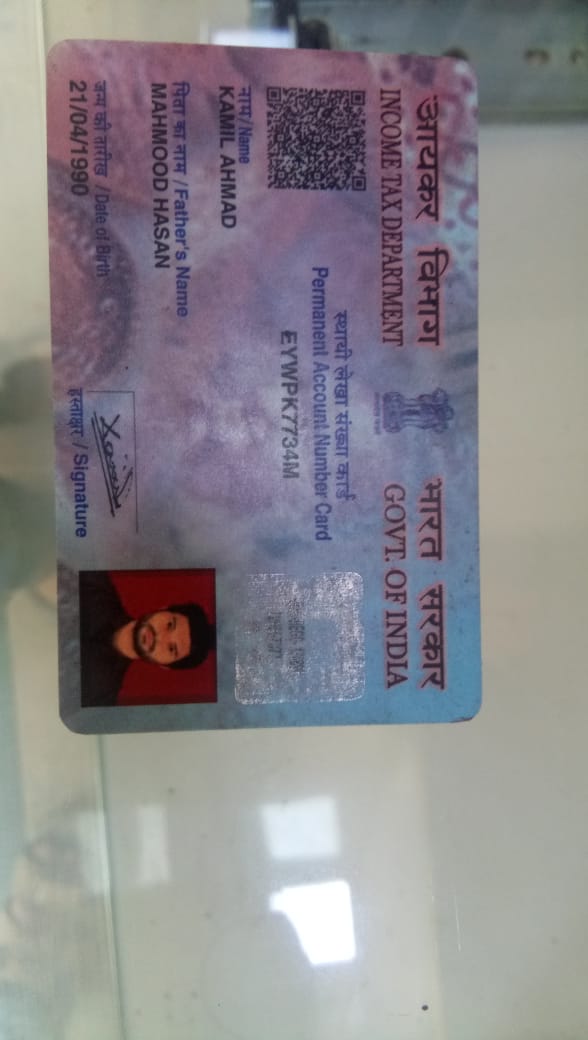 आयकर विभाग
INCOME TAX DEPARTMENT
भारत सरकार
GOVT. OF INDIA
स्थायी लेखा संख्या कार्ड
Permanent Account Number Card
EYWPK7734M
नाम / Name
KAMIL AHMAD
पिता का नाम / Father's Name
MAHMOOD HASAN
जन्म की तारीख / Date of Birth
21/04/1990
हस्ताक्षर / Signature